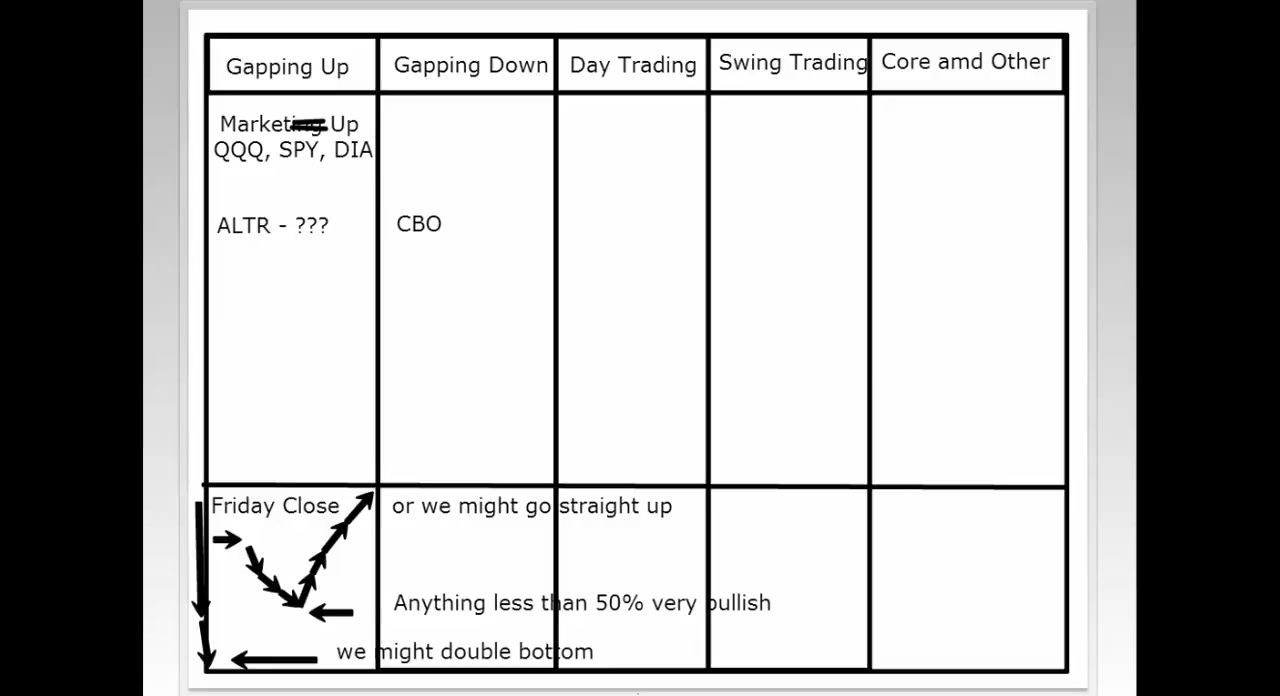 Gapping Up
Gapping Down
Day Trading
Swing Trading
Core amd Other
Marketing Up
QQQ, SPY, DIA
ALTR - ???
CBO
Friday Close
or we might go straight up
Anything less than 50% very bullish
we might double bottom